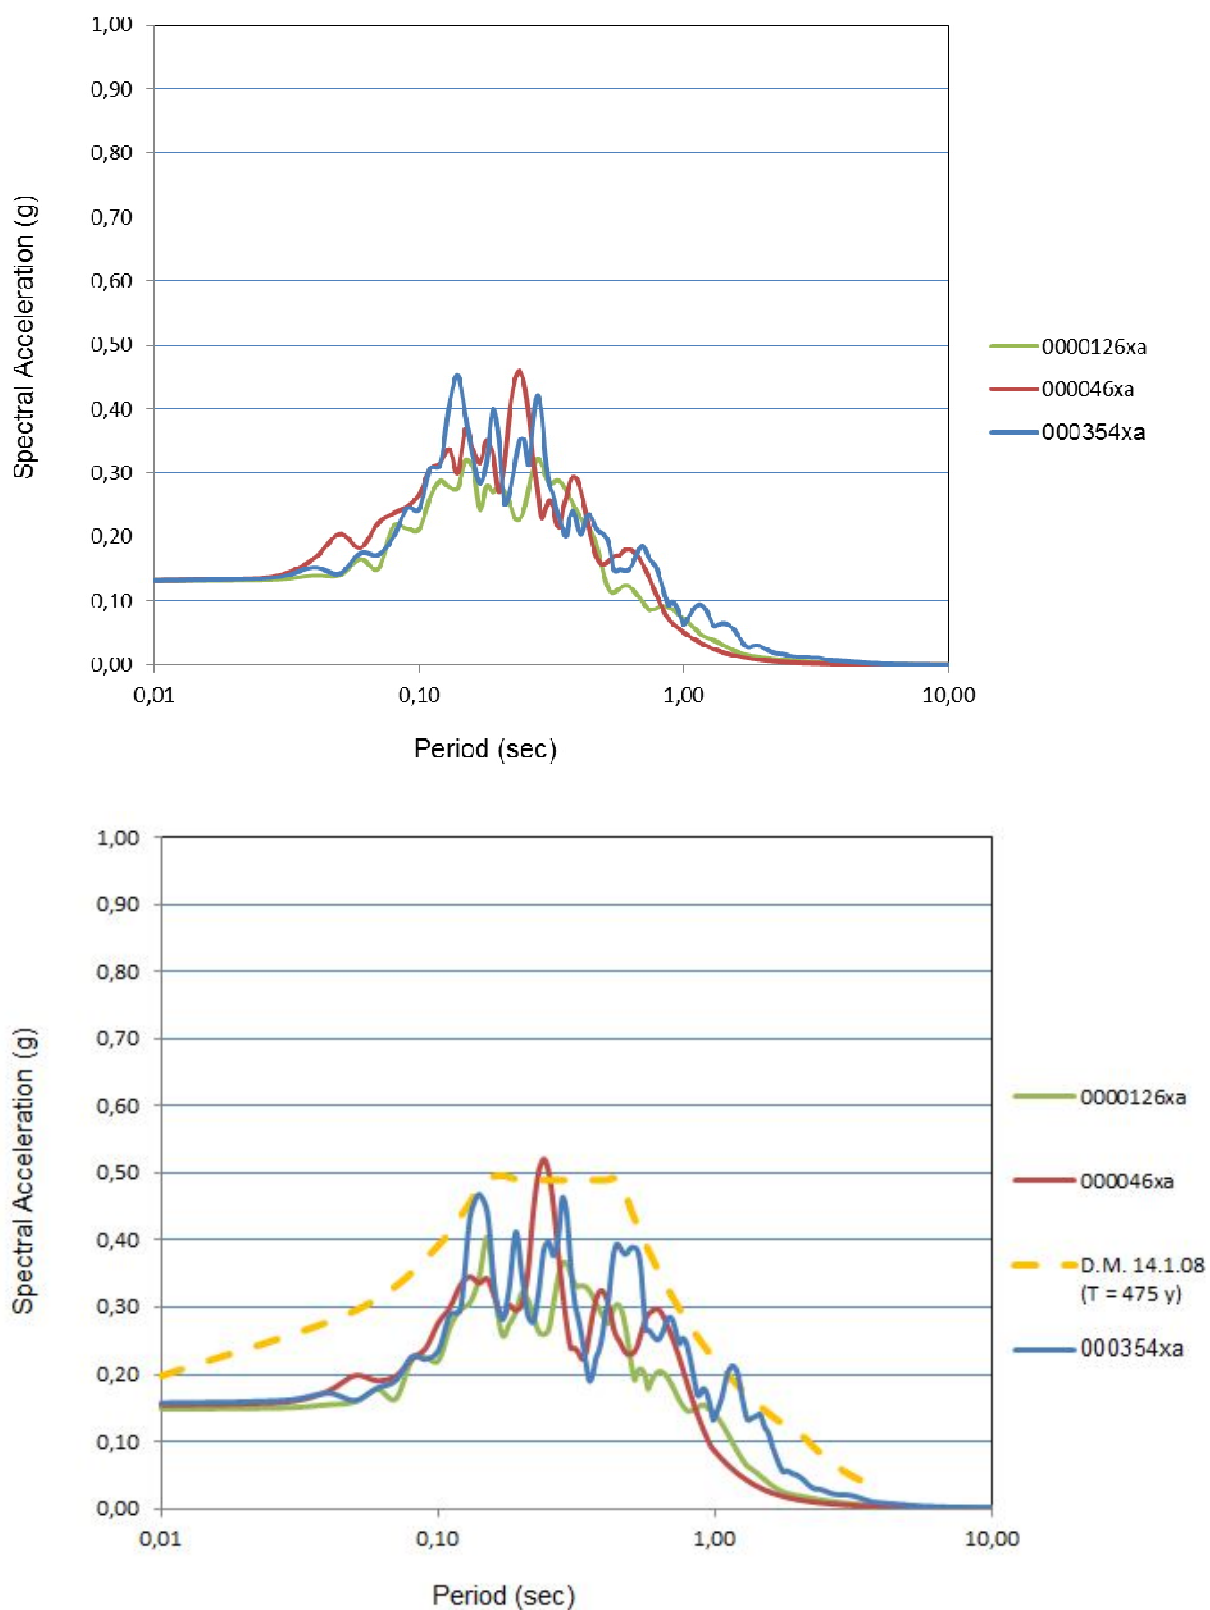 1,00
0,90
0,80
0,70
0,60
0,50
0,40
0,30
0,20
0,10
0,00
Spectral Acceleration (g)
0,01 0,10 1,00 10,00
Period (sec)
0000126xa
000046xa
000354xa
1,00
0,90
0,80
0,70
0,60
0,50
0,40
0,30
0,20
0,10
0,00
Spectral Acceleration (g)
0,01 0,10 1,00 10,00
Period (sec)
0000126xa
000046xa
D.M. 14.1.08
(T = 475 y)
000354xa